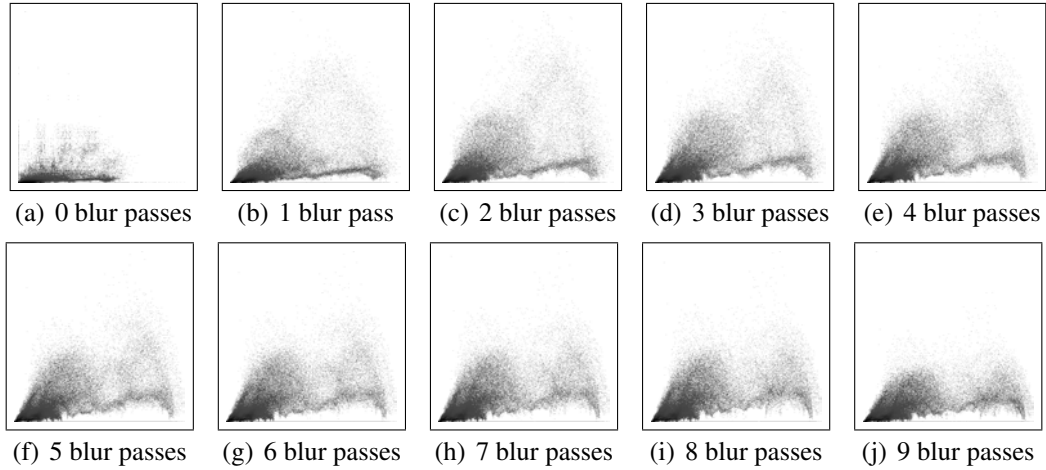 (a) 0 blur passes (b) 1 blur pass (c) 2 blur passes (d) 3 blur passes (e) 4 blur passes
(f) 5 blur passes (g) 6 blur passes (h) 7 blur passes (i) 8 blur passes (j) 9 blur passes